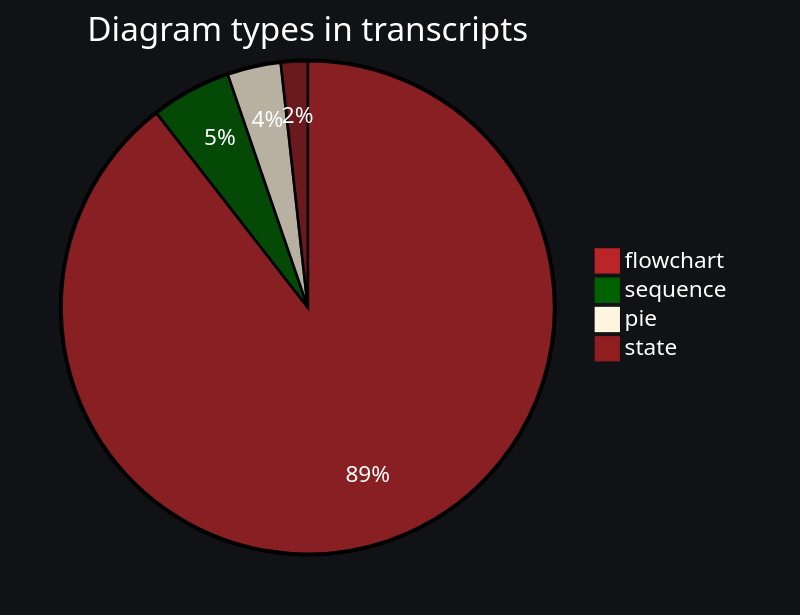 Diagram types in transcripts
5%
4%
2%
89%
flowchart
sequence
pie
state